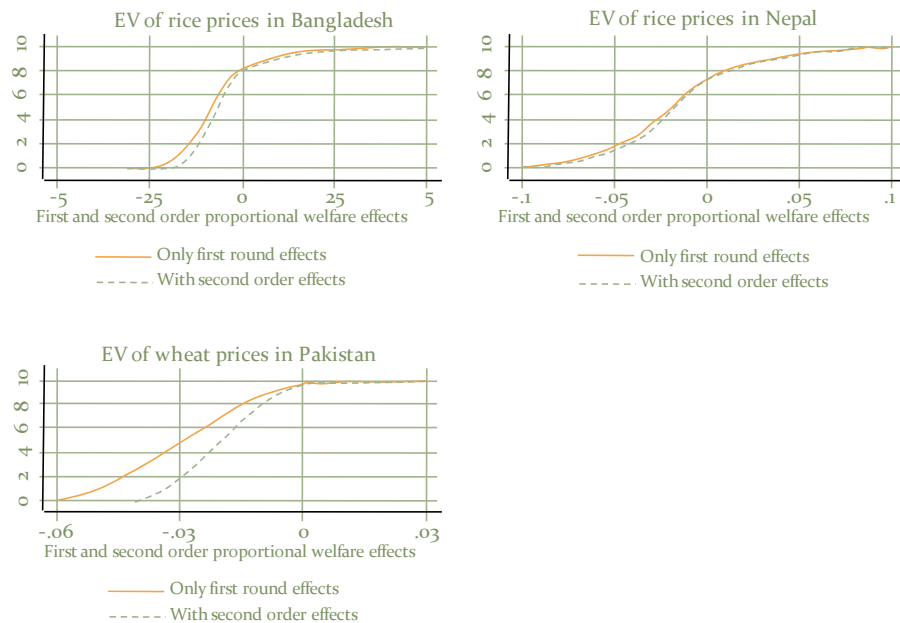 EV of rice prices in Bangladesh
10
8
6
4
2
0
-5
-25
0
25
5
First and second order proportional welfare effects
Only first round effects
With second order effects
EV of rice prices in Nepal
10
8
6
4
2
0
-.1
-.05
0
.05
.1
First and second order proportional welfare effects
Only first round effects
With second order effects
EV of wheat prices in Pakistan
10
8
6
4
2
0
-.06
-.03
0
.03
First and second order proportional welfare effects
Only first round effects
With second order effects